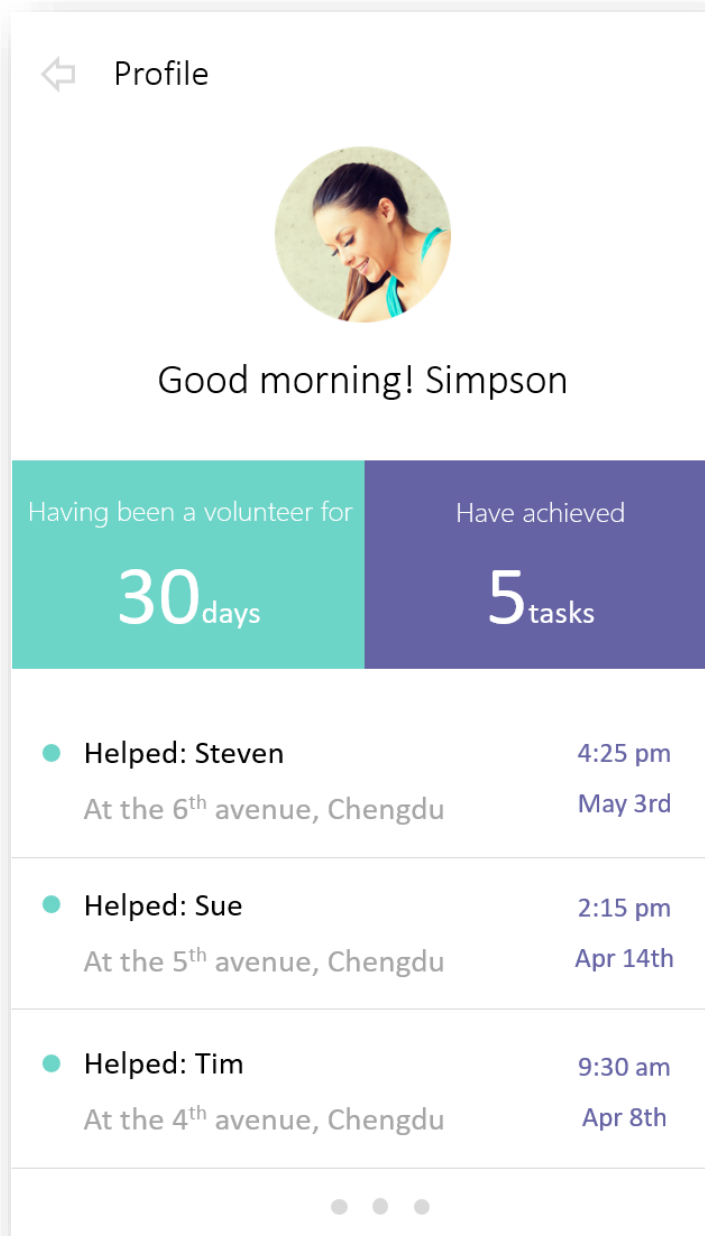 Profile
Good morning! Simpson
Having been a volunteer for
30days
Have achieved
5tasks
Helped: Steven
4:25 pm
At the 6th avenue, Chengdu
May 3rd
Helped: Sue
2:15 pm
At the 5th avenue, Chengdu
Apr 14th
Helped: Tim
9:30 am
At the 4th avenue, Chengdu
Apr 8th